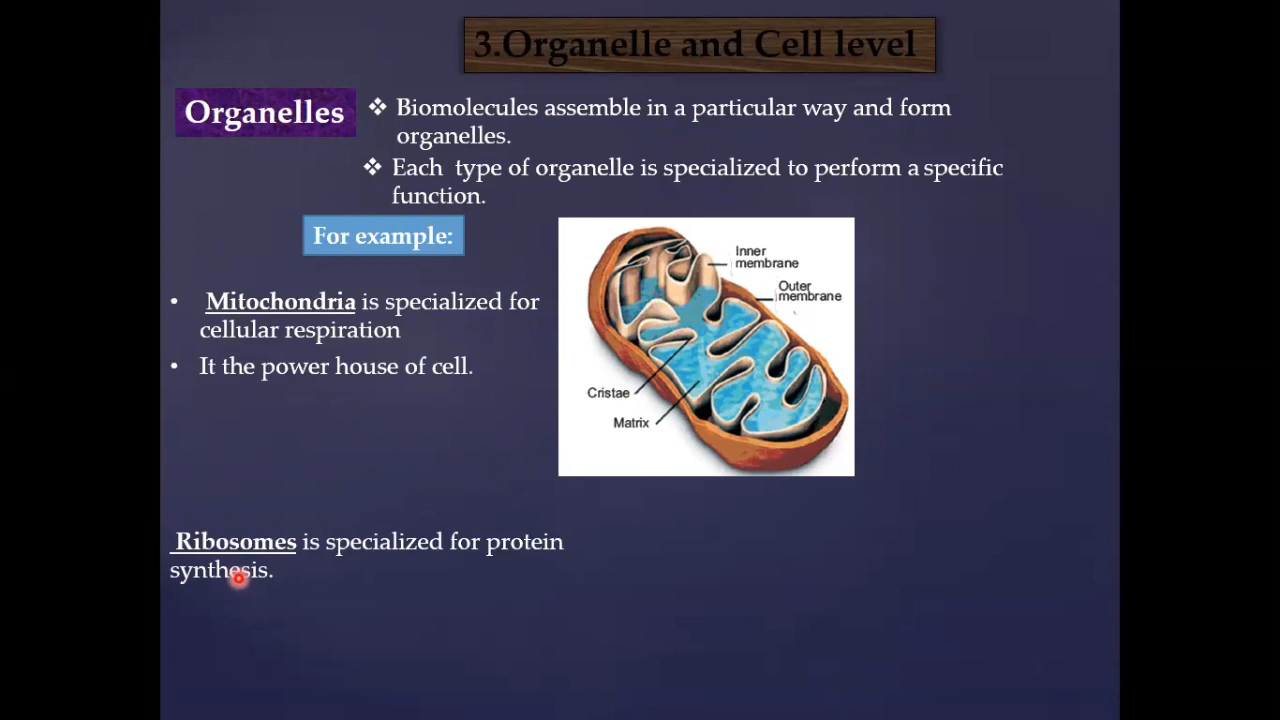 3.Organelle and Cell level
Organelles
❖ Biomolecules assemble in a particular way and form
organelles.
❖ Each type of organelle is specialized to perform a specific
function.
For example:
• Mitochondria is specialized for
cellular respiration
• It the power house of cell.
Inner
membrane
Outer
membrane
Cristae
Matrix
Ribosomes is specialized for protein
synthesis.